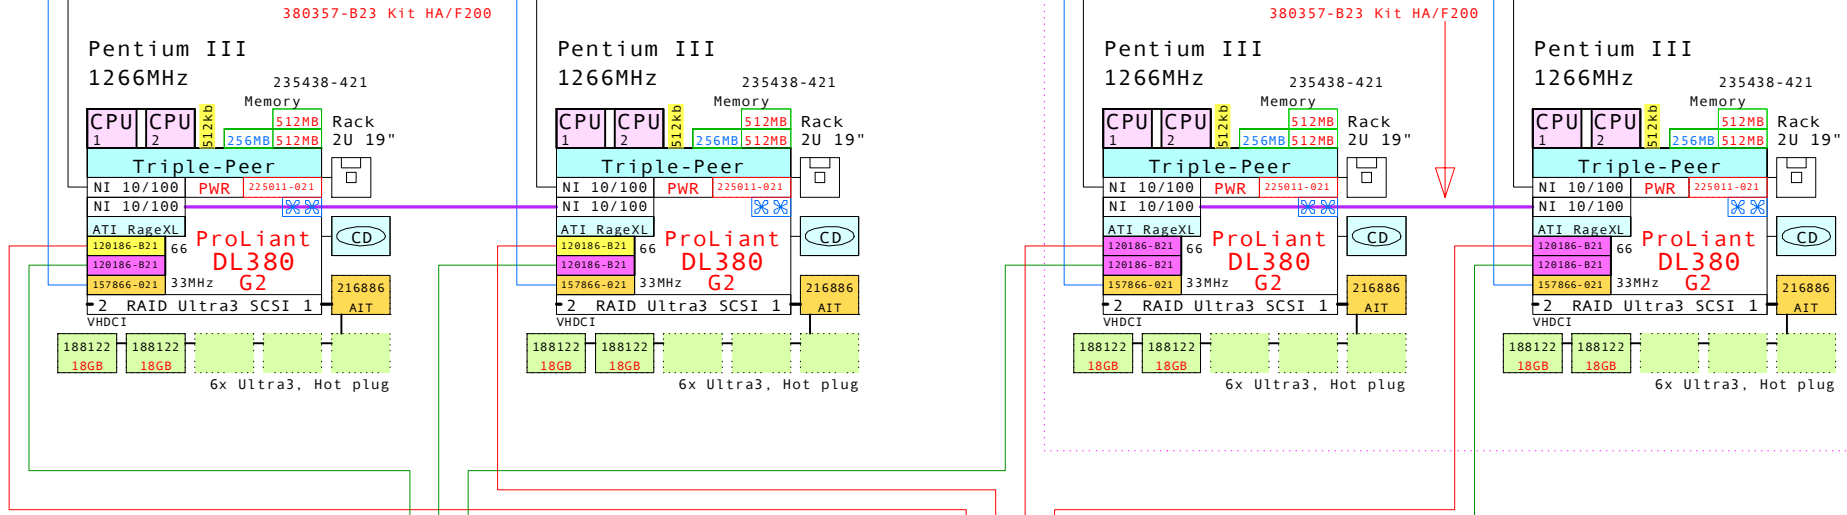 380357-B23 Kit HA/F200
380357-B23 Kit HA/F200
Pentium III
1266MHz
235438-421
Memory
CPU
1
CPU
2
512kb
512MB
256MB
512MB
Rack
2U 19"
Triple-Peer
NI 10/100
PWR
225011-021
NI 10/100
ATI RageXL
120186-B21
66
120186-B21
157866-021
33MHz
ProLiant
DL380
G2
CD
216886
AIT
2 RAID Ultra3 SCSI 1
VHDCI
188122
18GB
188122
18GB
6x Ultra3, Hot plug
Pentium III
1266MHz
235438-421
Memory
CPU
1
CPU
2
512kb
512MB
256MB
512MB
Rack
2U 19"
Triple-Peer
NI 10/100
PWR
225011-021
NI 10/100
ATI RageXL
120186-B21
66
120186-B21
157866-021
33MHz
ProLiant
DL380
G2
CD
216886
AIT
2 RAID Ultra3 SCSI 1
VHDCI
188122
18GB
188122
18GB
6x Ultra3, Hot plug
Pentium III
1266MHz
235438-421
Memory
CPU
1
CPU
2
512kb
512MB
256MB
512MB
Rack
2U 19"
Triple-Peer
NI 10/100
PWR
225011-021
NI 10/100
ATI RageXL
120186-B21
66
120186-B21
157866-021
33MHz
ProLiant
DL380
G2
CD
216886
AIT
2 RAID Ultra3 SCSI 1
VHDCI
188122
18GB
188122
18GB
6x Ultra3, Hot plug
Pentium III
1266MHz
235438-421
Memory
CPU
1
CPU
2
512kb
512MB
256MB
512MB
Rack
2U 19"
Triple-Peer
NI 10/100
PWR
225011-021
NI 10/100
ATI RageXL
120186-B21
66
120186-B21
157866-021
33MHz
ProLiant
DL380
G2
CD
216886
AIT
2 RAID Ultra3 SCSI 1
VHDCI
188122
18GB
188122
18GB
6x Ultra3, Hot plug